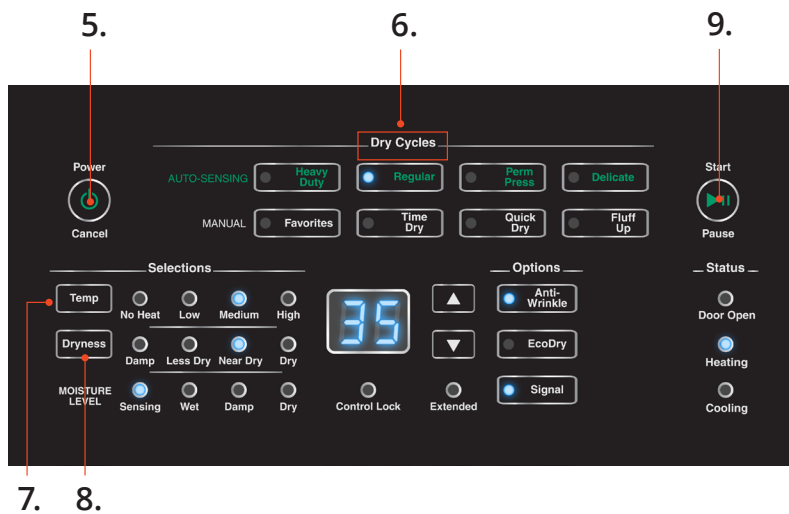 5.
6.
9.
Dry Cycles
Power
Start
AUTO-SENSING
Heavy
Duty
Regular
Perm
Press
Delicate
MANUAL
Favorites
Time
Dry
Quick
Dry
Fluff
Up
Cancel
Pause
Selections
Options
Status
Temp
No Heat
Low
Medium
High
35
Anti-
Wrinkle
Door Open
Dryness
Damp
Less Dry
Near Dry
Dry
EcoDry
Heating
MOISTURE
LEVEL
Sensing
Wet
Damp
Dry
Control Lock
Extended
Signal
Cooling
7.
8.